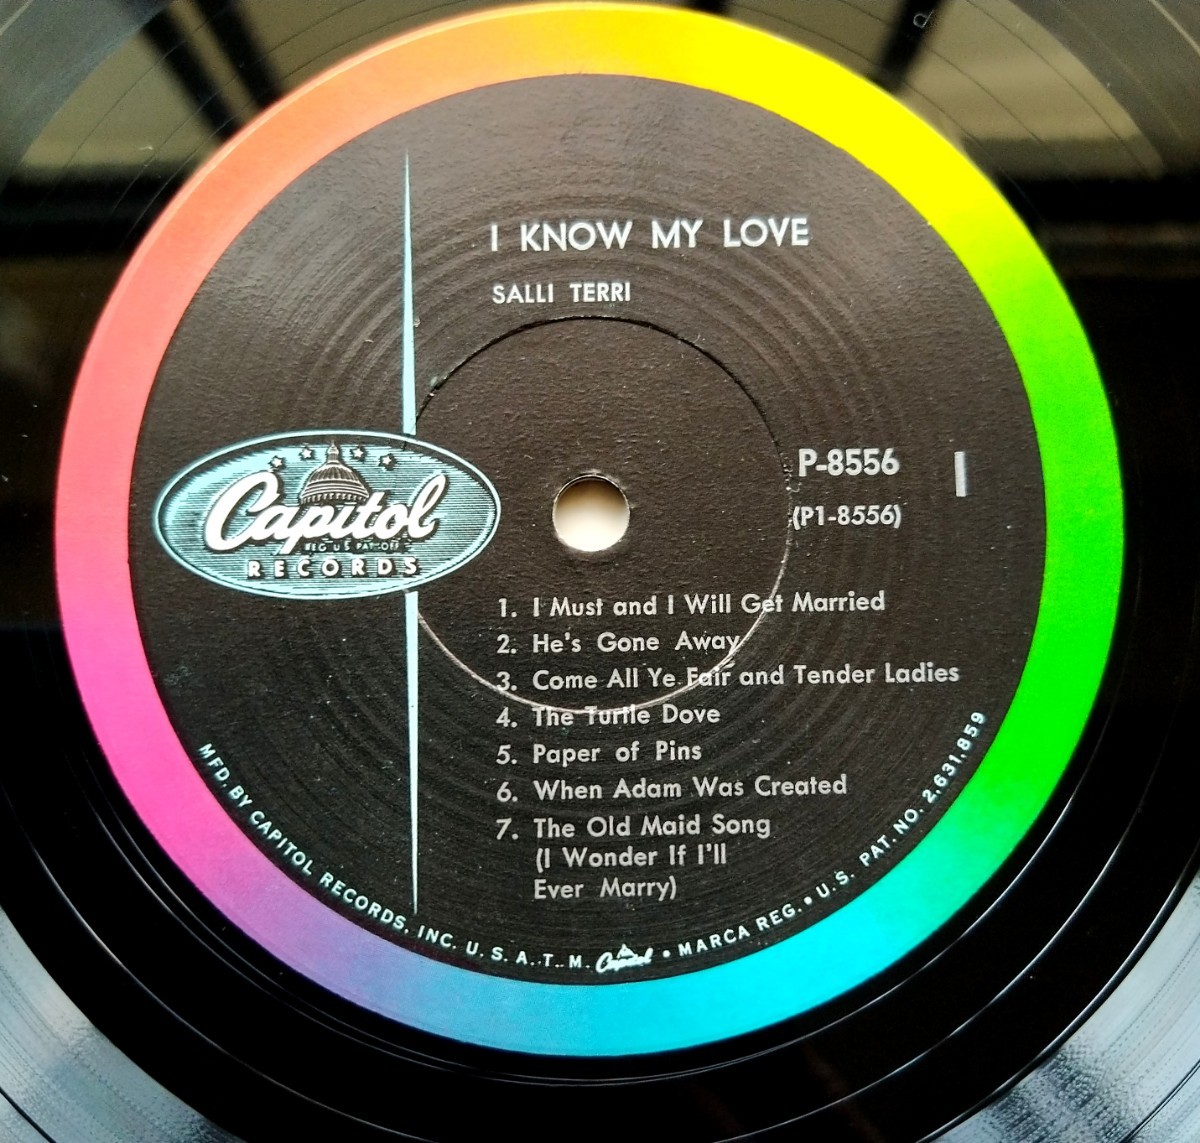 I KNOW MY LOVE
SALLI TERRI
P-8556
(P1-8556)
1
Capitol
REG U S PAT. OFF
RECORDS
1. I Must and I Will Get Married
2. He's Gone Away
3. Come All Ye Fair and Tender Ladies
4. The Turtle Dove
5. Paper of Pins
6. When Adam Was Created
7. The Old Maid Song
(I Wonder If I'll
Ever Marry)
MFD. BY CAPITOL RECORDS, INC. U. S. A. • T. M. Capitol • MARCA REG. • U.S. PAT. NO. 2,631,859